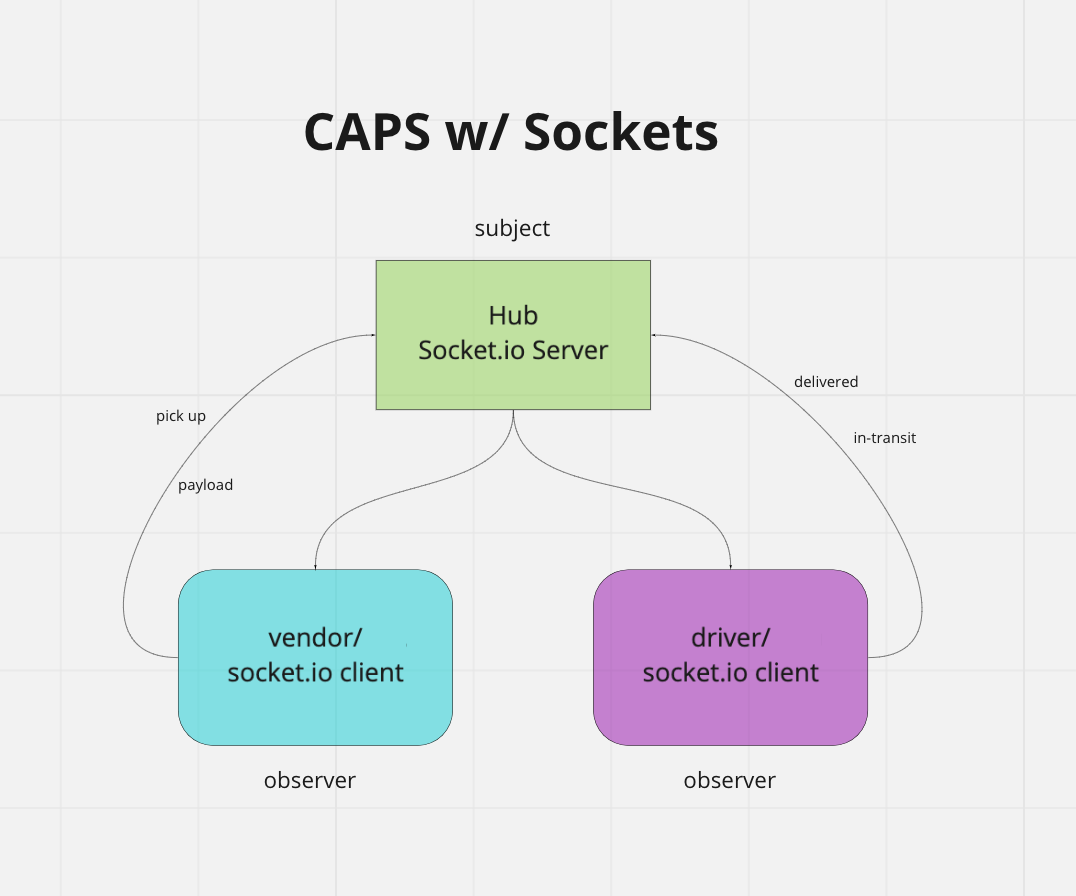 CAPS w/ Sockets
subject
Hub
Socket.io Server
delivered
pick up
in-transit
payload
vendor/
socket.io client
driver/
socket.io client
observer
observer